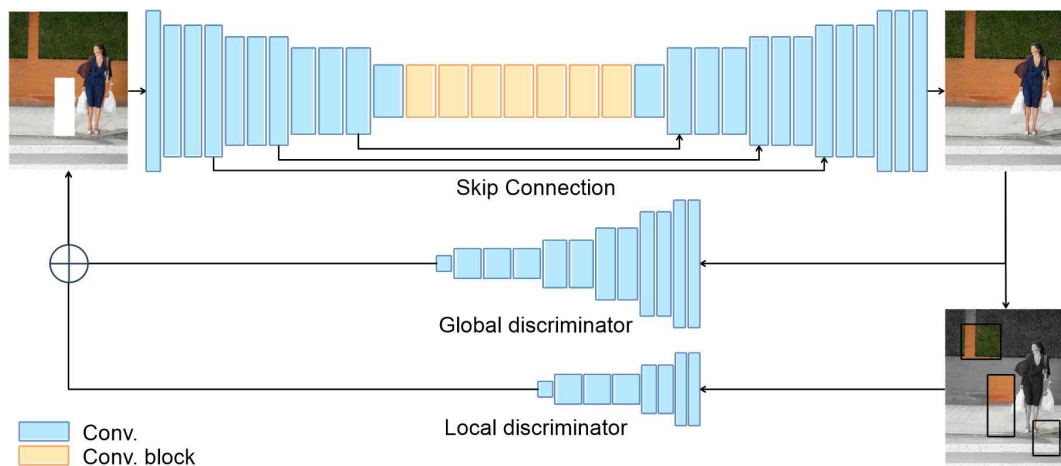 Skip Connection
Global discriminator
Local discriminator
Conv.
Conv. block